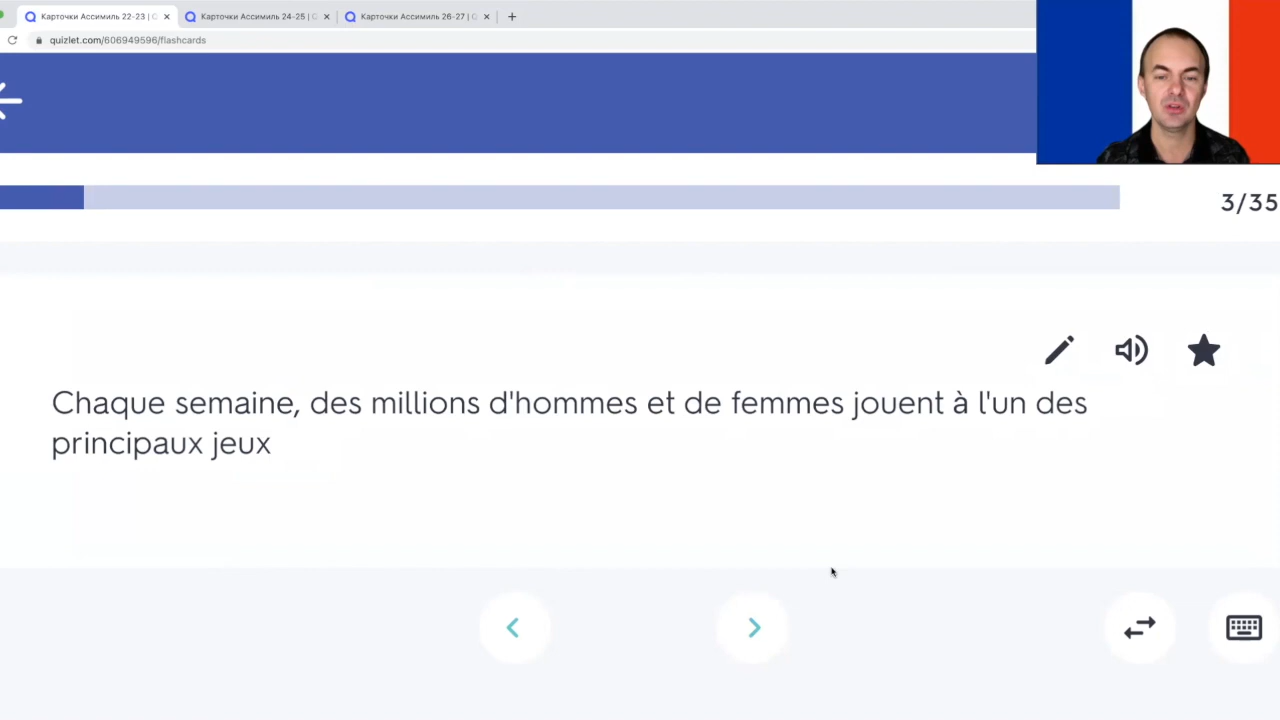 Карточки Ассимиль 22-23 | Q
Карточки Ассимиль 24-25 | Q
Карточки Ассимиль 26-27 | Q
quizlet.com/606949596/flashcards
3/35
Chaque semaine, des millions d'hommes et de femmes jouent à l'un des
principaux jeux